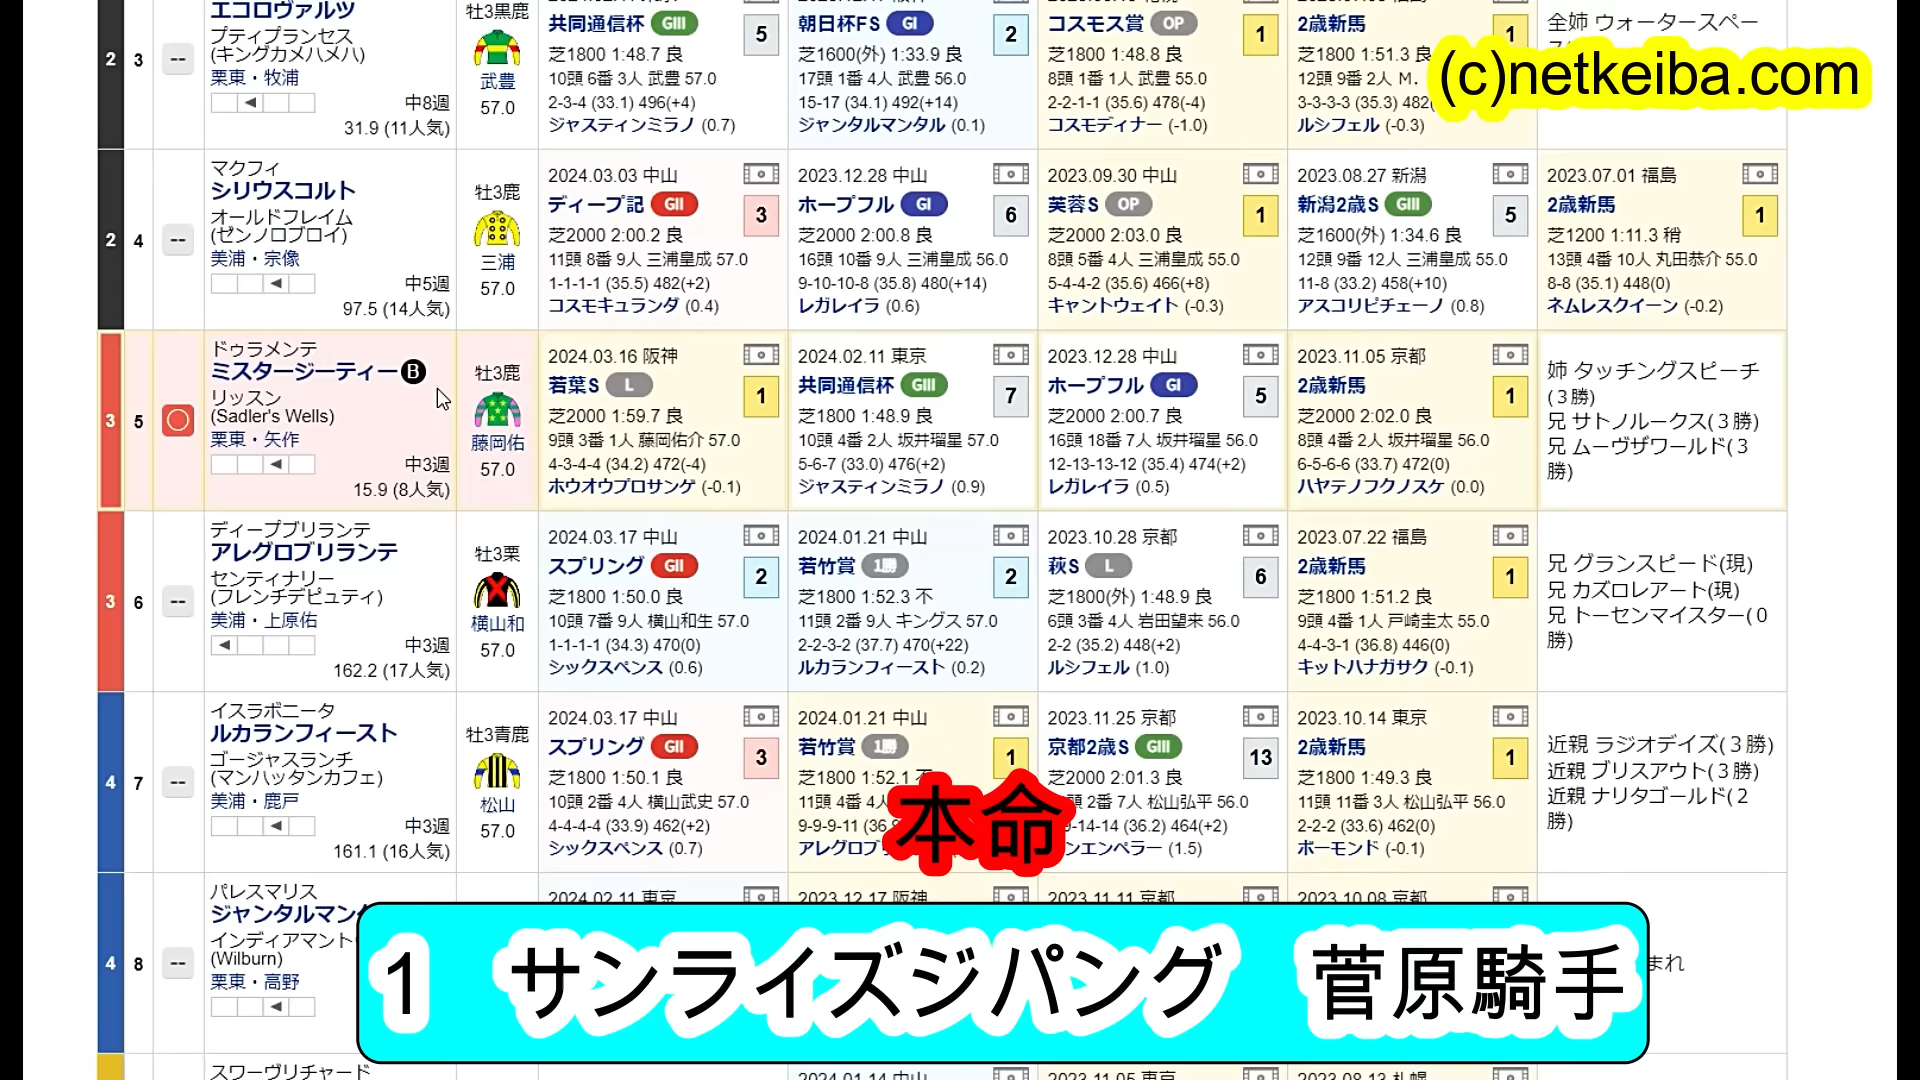 エコロヴァルツ
プティプランセス
(キングカメハメハ)
栗東・牧浦
中8週
31.9 (11人気)
牡3黒鹿
武豊
57.0
2 3 --
共同通信杯 GIII 5
芝1800 1:48.7 良
10頭 6番 3人 武豊 57.0
2-3-4 (33.1) 496(+4)
ジャスティンミラノ (0.7)
朝日杯FS GI 2
芝1600(外) 1:33.9 良
17頭 1番 4人 武豊 56.0
15-17 (34.1) 492(+14)
ジャンタルマンタル (0.1)
コスモス賞 OP 1
芝1800 1:48.8 良
8頭 1番 1人 武豊 55.0
2-2-1-1 (35.6) 478(-4)
コスモディナー (-1.0)
2歳新馬 1
芝1800 1:51.3 良
12頭 9番 2人 M.
3-3-3-3 (35.3) 482
ルシフェル (-0.3)
全姉 ウォータースペー
(c)netkeiba.com
2 4 --
マクフィ
シリウスコルト
オールドフレイム
(ゼンノロブロイ)
美浦・宗像
中5週
97.5 (14人気)
牡3鹿
三浦
57.0
2024.03.03 中山
ディープ記 GII 3
芝2000 2:00.2 良
11頭 8番 9人 三浦皇成 57.0
1-1-1-1 (35.5) 482(+2)
コスモキュランダ (0.4)
2023.12.28 中山
ホープフル GI 6
芝2000 2:00.8 良
16頭 10番 9人 三浦皇成 56.0
9-10-10-8 (35.8) 480(+14)
レガレイラ (0.6)
2023.09.30 中山
芙蓉S OP 1
芝2000 2:03.0 良
8頭 5番 4人 三浦皇成 55.0
5-4-4-2 (35.6) 466(+8)
キャントウェイト (-0.3)
2023.08.27 新潟
新潟2歳S GIII 5
芝1600(外) 1:34.6 良
12頭 9番 12人 三浦皇成 55.0
11-8 (33.2) 458(+10)
アスコリピチェーノ (0.8)
2023.07.01 福島
2歳新馬 1
芝1200 1:11.3 稍
13頭 4番 10人 丸田恭介 55.0
8-8 (35.1) 448(0)
ネムレスクイーン (-0.2)
3 5 ◯
ドゥラメンテ
ミスタージーティー B
リッスン
(Sadler's Wells)
栗東・矢作
中3週
15.9 (8人気)
牡3鹿
藤岡佑
57.0
2024.03.16 阪神
若葉S L 1
芝2000 1:59.7 良
9頭 3番 1人 藤岡佑介 57.0
4-3-4-4 (34.2) 472(-4)
ホウオウプロサンゲ (-0.1)
2024.02.11 東京
共同通信杯 GIII 7
芝1800 1:48.9 良
10頭 4番 2人 坂井瑠星 57.0
5-6-7 (33.0) 476(+2)
ジャスティンミラノ (0.9)
2023.12.28 中山
ホープフル GI 5
芝2000 2:00.7 良
16頭 18番 7人 坂井瑠星 56.0
12-13-13-12 (35.4) 474(+2)
レガレイラ (0.5)
2023.11.05 京都
2歳新馬 1
芝2000 2:02.0 良
8頭 4番 2人 坂井瑠星 56.0
6-5-6-6 (33.7) 472(0)
ハヤテノフクノスケ (0.0)
姉 タッチングスピーチ
(3勝)
兄 サトノルークス(3勝)
兄 ムーヴザワールド(3
勝)
3 6 --
ディープブリランテ
アレグロブリランテ
センティナリー
(フレンチデピュティ)
美浦・上原佑
中3週
162.2 (17人気)
牡3栗
横山和
57.0
2024.03.17 中山
スプリング GII 2
芝1800 1:50.0 良
10頭 7番 9人 横山和生 57.0
1-1-1-1 (34.3) 470(0)
シックスペンス (0.6)
2024.01.21 中山
若竹賞 1勝 2
芝1800 1:52.3 不
11頭 2番 9人 キングス 57.0
2-2-3-2 (37.7) 470(+22)
ルカランフィースト (0.2)
2023.10.28 京都
萩S L 6
芝1800(外) 1:48.9 良
6頭 3番 4人 岩田望来 56.0
2-2 (35.2) 448(+2)
ルシフェル (1.0)
2023.07.22 福島
2歳新馬 1
芝1800 1:51.2 良
9頭 4番 1人 戸崎圭太 55.0
4-4-3-1 (36.8) 446(0)
キットハナガサク (-0.1)
兄 グランスピード(現)
兄 カズロレアート(現)
兄 トーセンマイスター(0
勝)
4 7 --
イスラボニータ
ルカランフィースト
ゴージャスランチ
(マンハッタンカフェ)
美浦・鹿戸
中3週
161.1 (16人気)
牡3青鹿
松山
57.0
2024.03.17 中山
スプリング GII 3
芝1800 1:50.1 良
10頭 2番 4人 横山武史 57.0
4-4-4-4 (33.9) 462(+2)
シックスペンス (0.7)
2024.01.21 中山
若竹賞 1勝 1
芝1800 1:52.1
11頭 4番 4人
9-9-9-11 (36.
アレグロブ
2023.11.25 京都
京都2歳S GIII 13
芝2000 2:01.3 良
2番 7人 松山弘平 56.0
9-14-14 (36.2) 464(+2)
ンエンペラー (1.5)
2023.10.14 東京
2歳新馬 1
芝1800 1:49.3 良
11頭 11番 3人 松山弘平 56.0
2-2-2 (33.6) 462(0)
ボーモンド (-0.1)
近親 ラジオデイズ(3勝)
近親 ブリスアウト(3勝)
近親 ナリタゴールド(2
勝)
本命
4 8 --
パレスマリス
ジャンタルマン
インディアマント
(Wilburn)
栗東・高野
2024.02.11 東京
2023.12.17 阪神
2023.11.11 京都
2023.10.08 京都
まれ
1 サンライズジパング 菅原騎手
スワーヴリチャード
2024.01.14 中山
2023.11.05 東京
2023.08.13 札幌